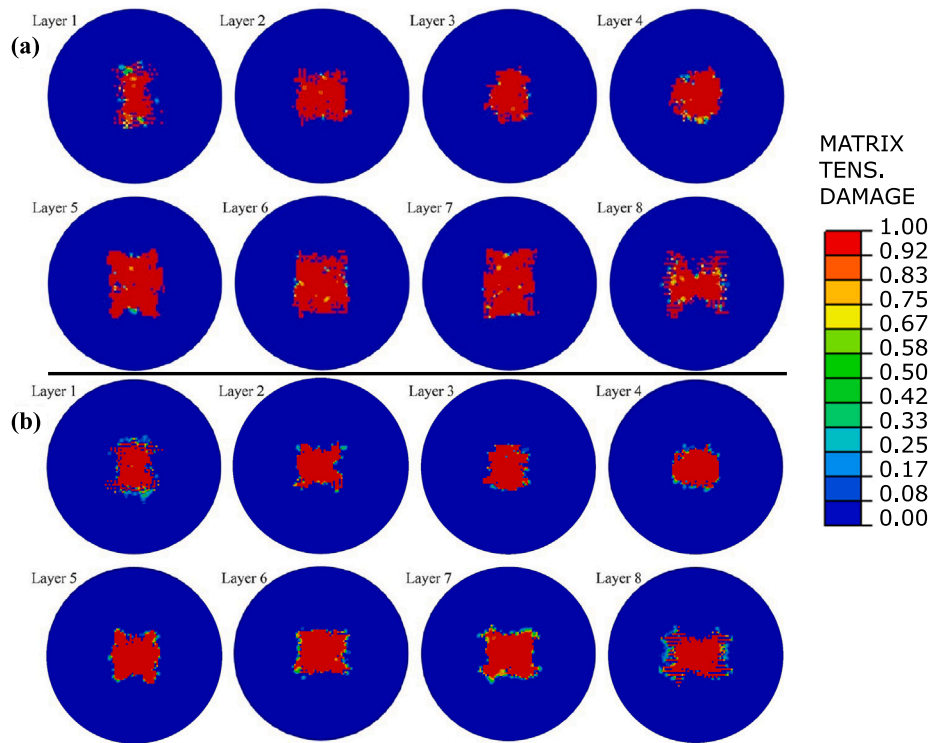 Layer 1
Layer 2
Layer 3
Layer 4
(a)
Layer 5
Layer 6
Layer 7
Layer 8
Layer 1
Layer 2
Layer 3
Layer 4
(b)
Layer 5
Layer 6
Layer 7
Layer 8
MATRIX
TENS.
DAMAGE
1.00
0.92
0.83
0.75
0.67
0.58
0.50
0.42
0.33
0.25
0.17
0.08
0.00